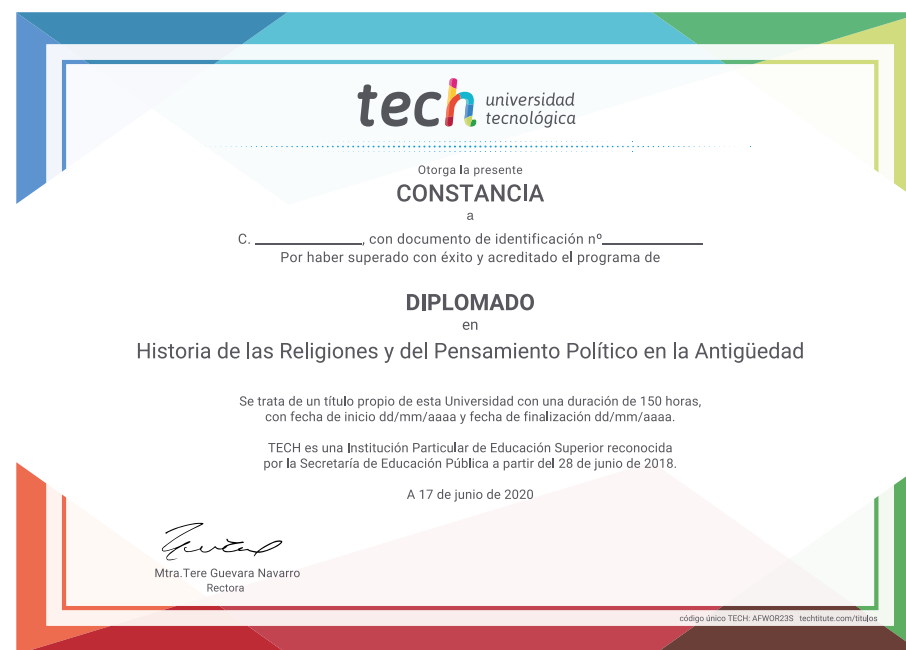 tech universidad
tecnológica
Otorga la presente
CONSTANCIA
a
C. ____________, con documento de identificación nº____________
Por haber superado con éxito y acreditado el programa de
DIPLOMADO
en
Historia de las Religiones y del Pensamiento Político en la Antigüedad
Se trata de un título propio de esta Universidad con una duración de 150 horas,
con fecha de inicio dd/mm/aaaa y fecha de finalización dd/mm/aaaa.
TECH es una Institución Particular de Educación Superior reconocida
por la Secretaría de Educación Pública a partir del 28 de junio de 2018.
A 17 de junio de 2020
Mtra.Tere Guevara Navarro
Rectora
código único TECH: AFWOR23S techtitute.com/titulos